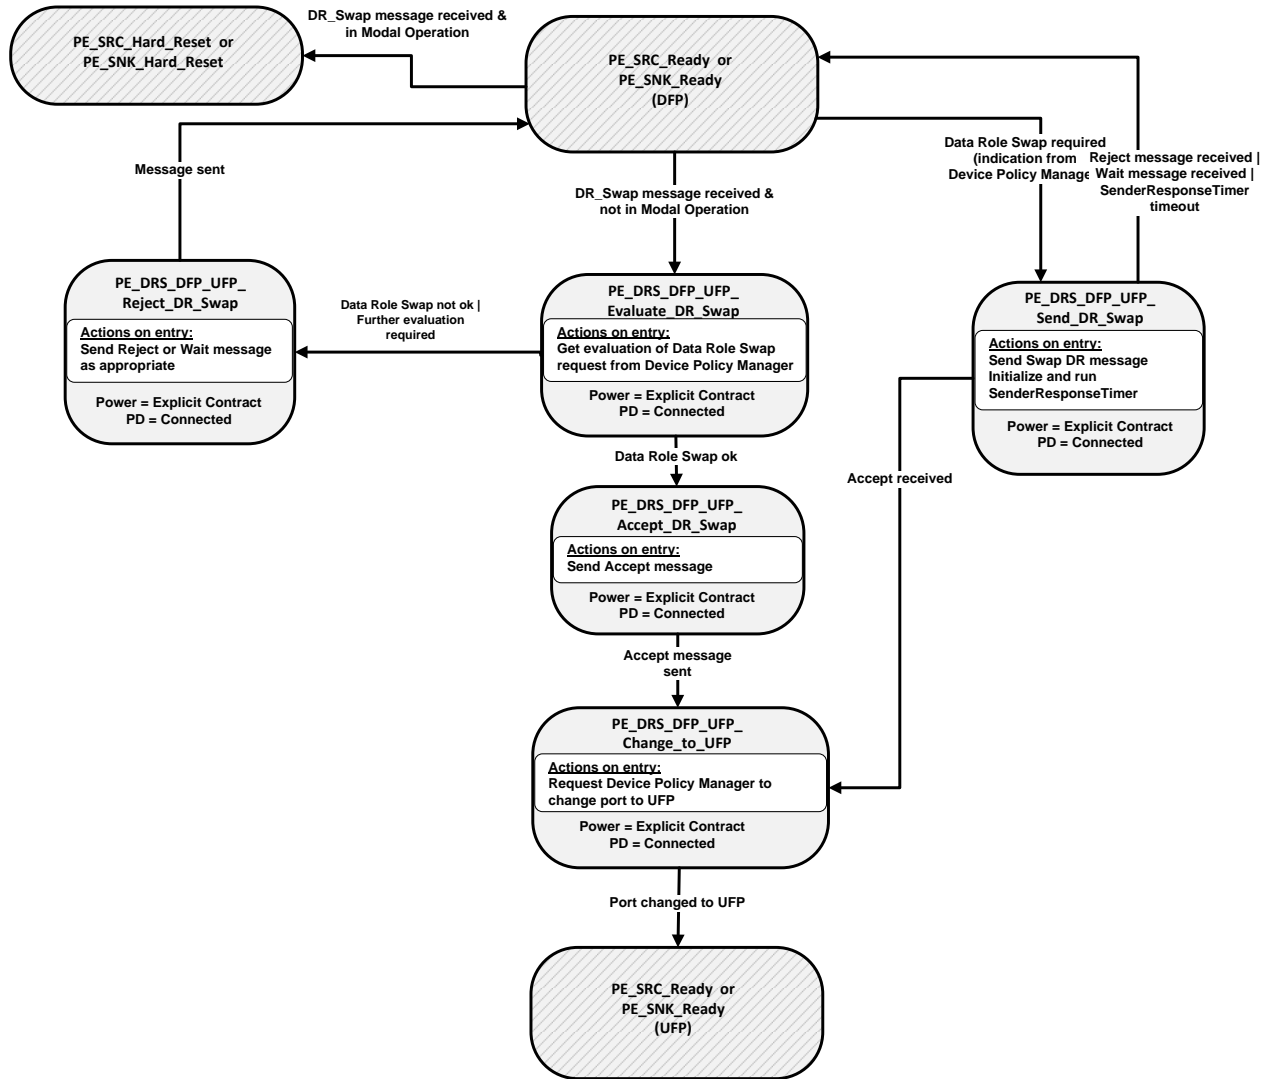 DR_Swap message received &
in Modal Operation
PE_SRC_Hard_Reset or
PE_SNK_Hard_Reset
PE_SRC_Ready or
PE_SNK_Ready
(DFP)
Message sent
DR_Swap message received &
not in Modal Operation
Data Role Swap required
(indication from
Device Policy Manage
Reject message received |
Wait message received |
SenderResponseTimer
timeout
PE_DRS_DFP_UFP_
Reject_DR_Swap
Actions on entry:
Send Reject or Wait message
as appropriate
Power = Explicit Contract
PD = Connected
Data Role Swap not ok |
Further evaluation
required
PE_DRS_DFP_UFP_
Evaluate_DR_Swap
Actions on entry:
Get evaluation of Data Role Swap
request from Device Policy Manager
Power = Explicit Contract
PD = Connected
PE_DRS_DFP_UFP_
Send_DR_Swap
Actions on entry:
Send Swap DR message
Initialize and run
SenderResponseTimer
Power = Explicit Contract
PD = Connected
Data Role Swap ok
Accept received
PE_DRS_DFP_UFP_
Accept_DR_Swap
Actions on entry:
Send Accept message
Power = Explicit Contract
PD = Connected
Accept message
sent
PE_DRS_DFP_UFP_
Change_to_UFP
Actions on entry:
Request Device Policy Manager to
change port to UFP
Power = Explicit Contract
PD = Connected
Port changed to UFP
PE_SRC_Ready or
PE_SNK_Ready
(UFP)